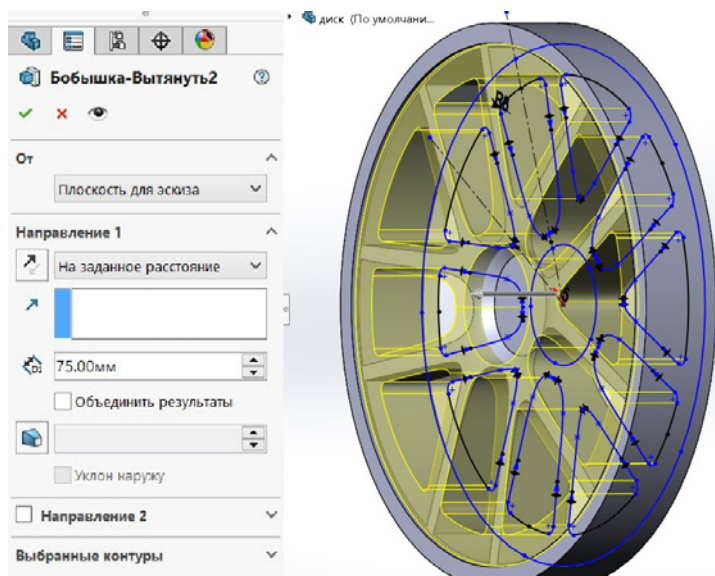 диск (По умолчани...
Бобышка-Вытянуть2
От
Плоскость для эскиза
Направление 1
На заданное расстояние
D1
75.00мм
Объединить результаты
Уклон наружу
Направление 2
Выбранные контуры